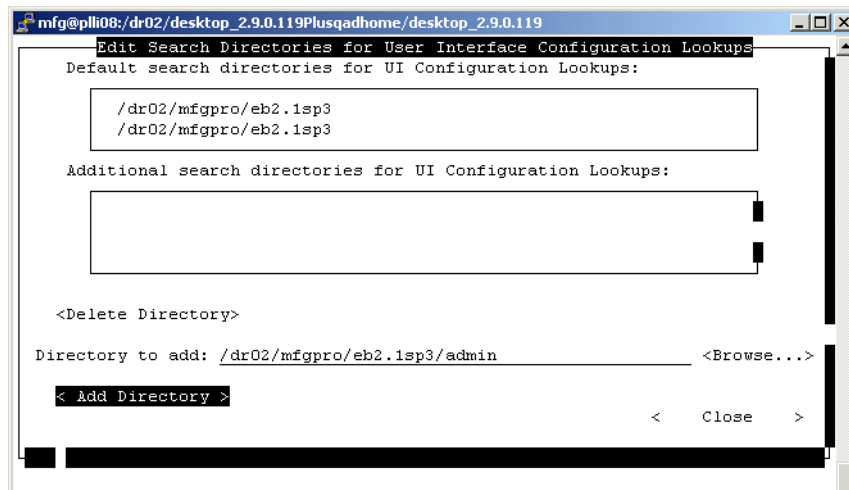 mfg@plli08:/dr02/desktop_2.9.0.119Plusqadhome/desktop_2.9.0.119
Edit Search Directories for User Interface Configuration Lookups
Default search directories for UI Configuration Lookups:
/dr02/mfgpro/eb2.1sp3
/dr02/mfgpro/eb2.1sp3
Additional search directories for UI Configuration Lookups:
<Delete Directory>
Directory to add: /dr02/mfgpro/eb2.1sp3/admin <Browse...>
< Add Directory >
< Close >